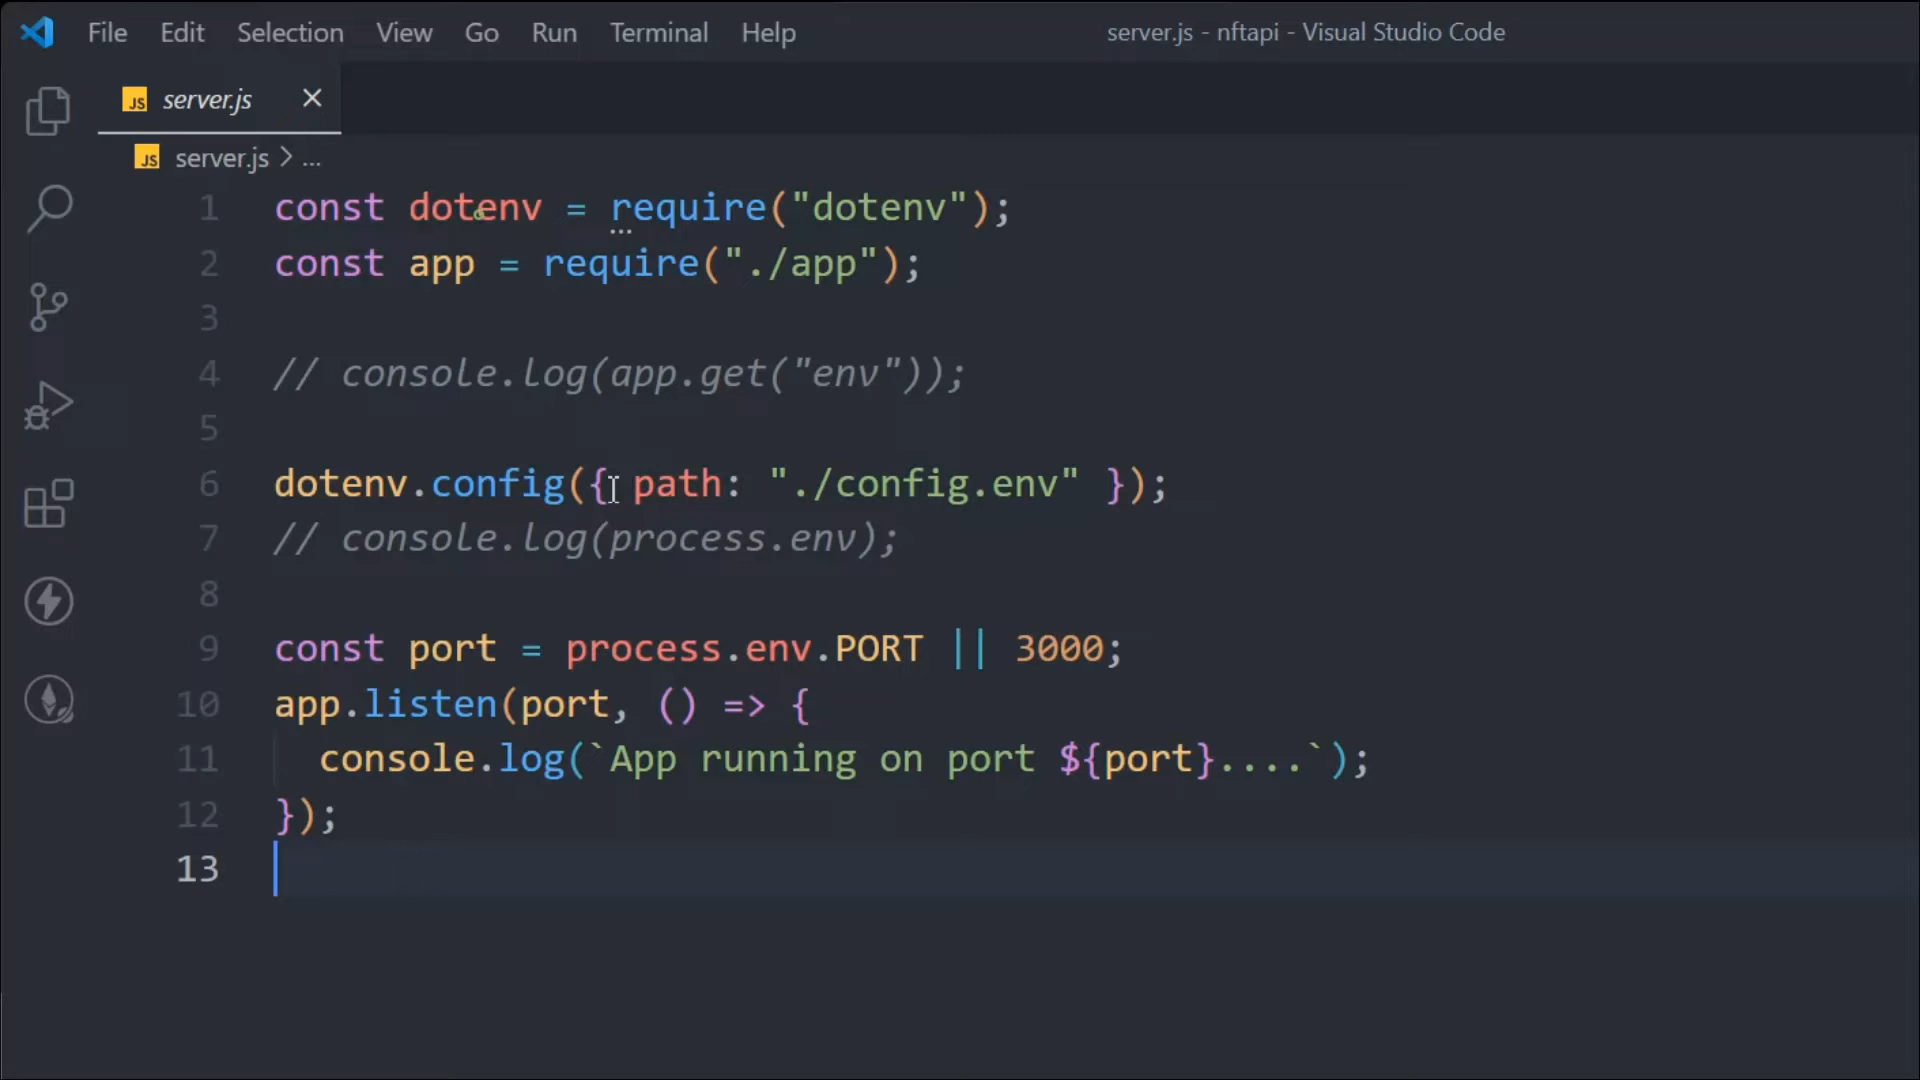 File Edit Selection View Go Run Terminal Help server.js - nftapi - Visual Studio Code
JS server.js
JS server.js > ...
1 const dotenv = require("dotenv");
2 const app = require("./app");
3
4 // console.log(app.get("env"));
5
6 dotenv.config({ path: "./config.env" });
7 // console.log(process.env);
8
9 const port = process.env.PORT || 3000;
10 app.listen(port, () => {
11   console.log(`App running on port ${port}....`);
12 });
13